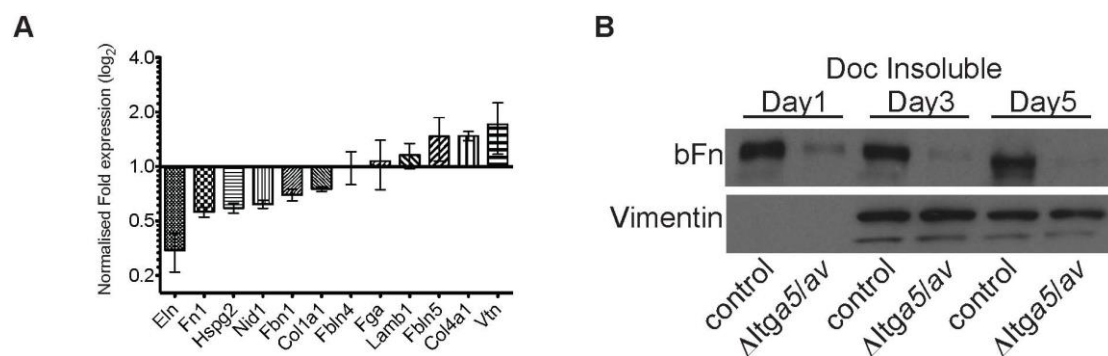 A
Normalised Fold expression (log2)
4.0
2.0
1.0
0.5
0.2
Eln
Fn1
Hspg2
Nid1
Fbn1
Col1a1
Fbln4
Fga
Lamb1
Fbln5
Col4a1
Vtn
B
Doc Insoluble
Day1 Day3 Day5
bFn
Vimentin
control
ΔItga5/av
control
ΔItga5/av
control
ΔItga5/av